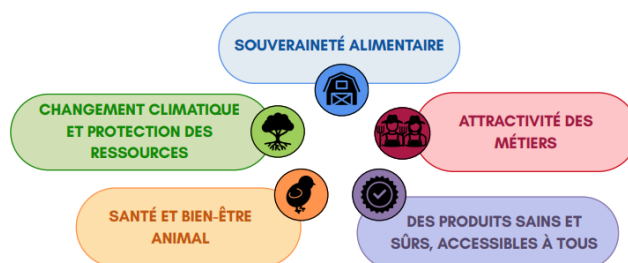 SOUVERAINETÉ ALIMENTAIRE
CHANGEMENT CLIMATIQUE
ET PROTECTION DES
RESSOURCES
ATTRACTIVITÉ DES
MÉTIERS
SANTÉ ET BIEN-ÊTRE
ANIMAL
DES PRODUITS SAINS ET
SÛRS, ACCESSIBLES À TOUS